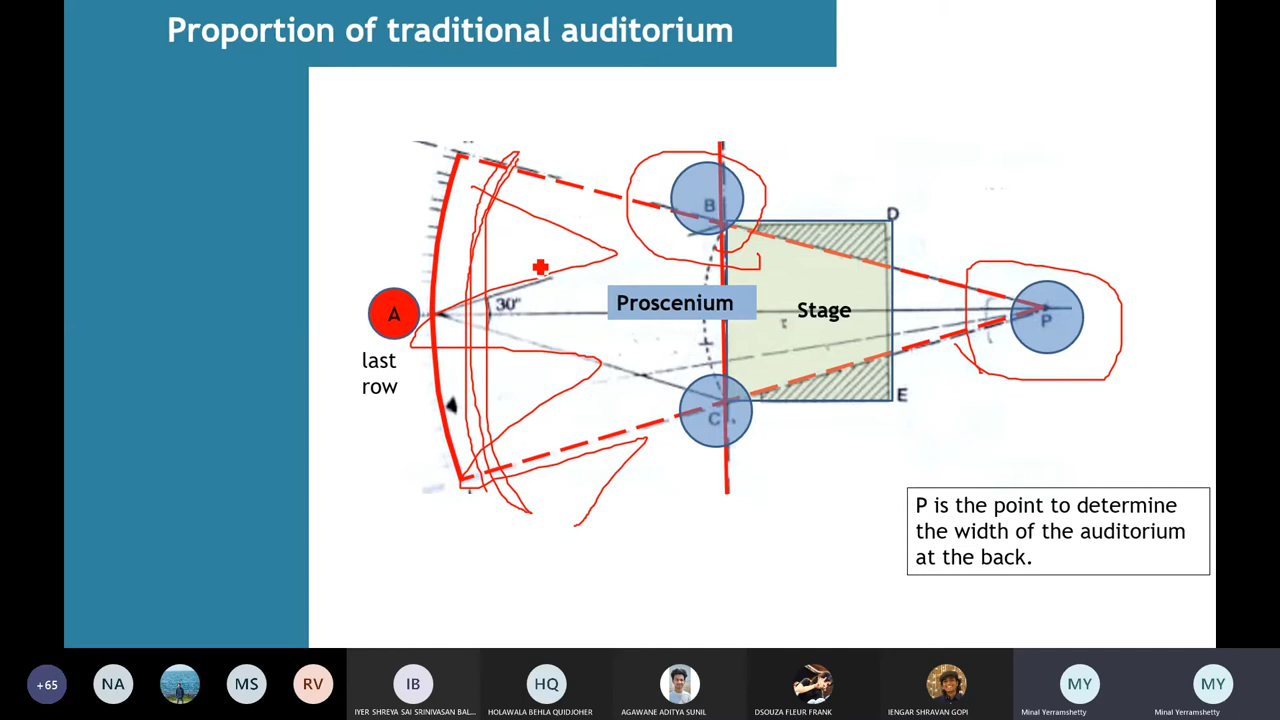 Proportion of traditional auditorium
B
D
30°
Proscenium
Stage
A
P
last
row
C
E
P is the point to determine
the width of the auditorium
at the back.
+65
NA
MS
RV
IB
HQ
MY
MY
IYER SHREYA SAI SRINIVASAN BAL...
HOLAWALA BEHLA QUIDJOHER
AGAWANE ADITYA SUNIL
DSOUZA FLEUR FRANK
IENGAR SHRAVAN GOPI
Minal Yerramshetty
Minal Yerramshetty